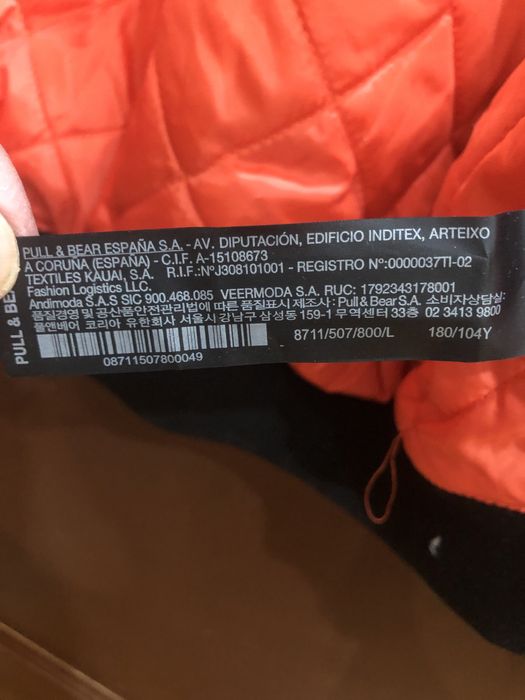 PULL & BEAR ESPAÑA S.A. - AV. DIPUTACIÓN, EDIFICIO INDITEX, ARTEIXO
A CORUÑA (ESPAÑA) - C.I.F. A-15108673
TEXTILES KAUAI, S.A. R.I.F.:NºJ308101001 - REGISTRO Nº:0000037TI-02
Fashion Logistics LLC.
Andimoda S.A.S SIC 900.468.085 VEERMODA S.A. RUC: 1792343178001
품질경영 및 공산품안전관리법에 따른 품질표시 제조사: Pull&Bear S.A. 소비자상담실:
풀앤베어 코리아 유한회사 서울시 강남구 삼성동 159-1 무역센터 33층 02 3413 9800
8711/507/800/L 180/104Y
08711507800049
PULL & BEAR